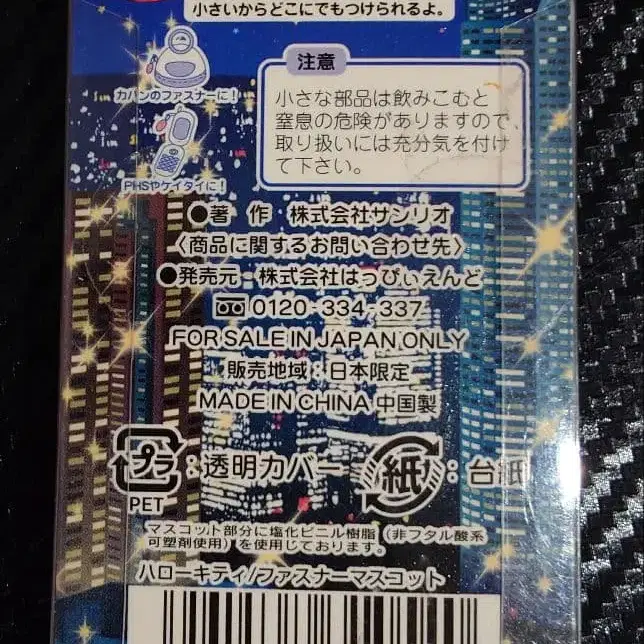 小さいからどこにでもつけられるよ。
カバンのファスナーに!
PHSやケイタイに!
注意
小さな部品は飲みこむと
窒息の危険がありますので、
取り扱いには充分気を付け
て下さい。
●著 作 株式会社サンリオ
〈商品に関するお問い合わせ先〉
●発売元・株式会社はっぴぃえんど
0120-334-337
FOR SALE IN JAPAN ONLY
販売地域:日本限定
MADE IN CHINA 中国製
プラ:透明カバー 紙:台紙
PET
マスコット部分に塩化ビニル樹脂(非フタル酸系
可塑剤使用)を使用しております。
ハローキティ/ファスナーマスコット